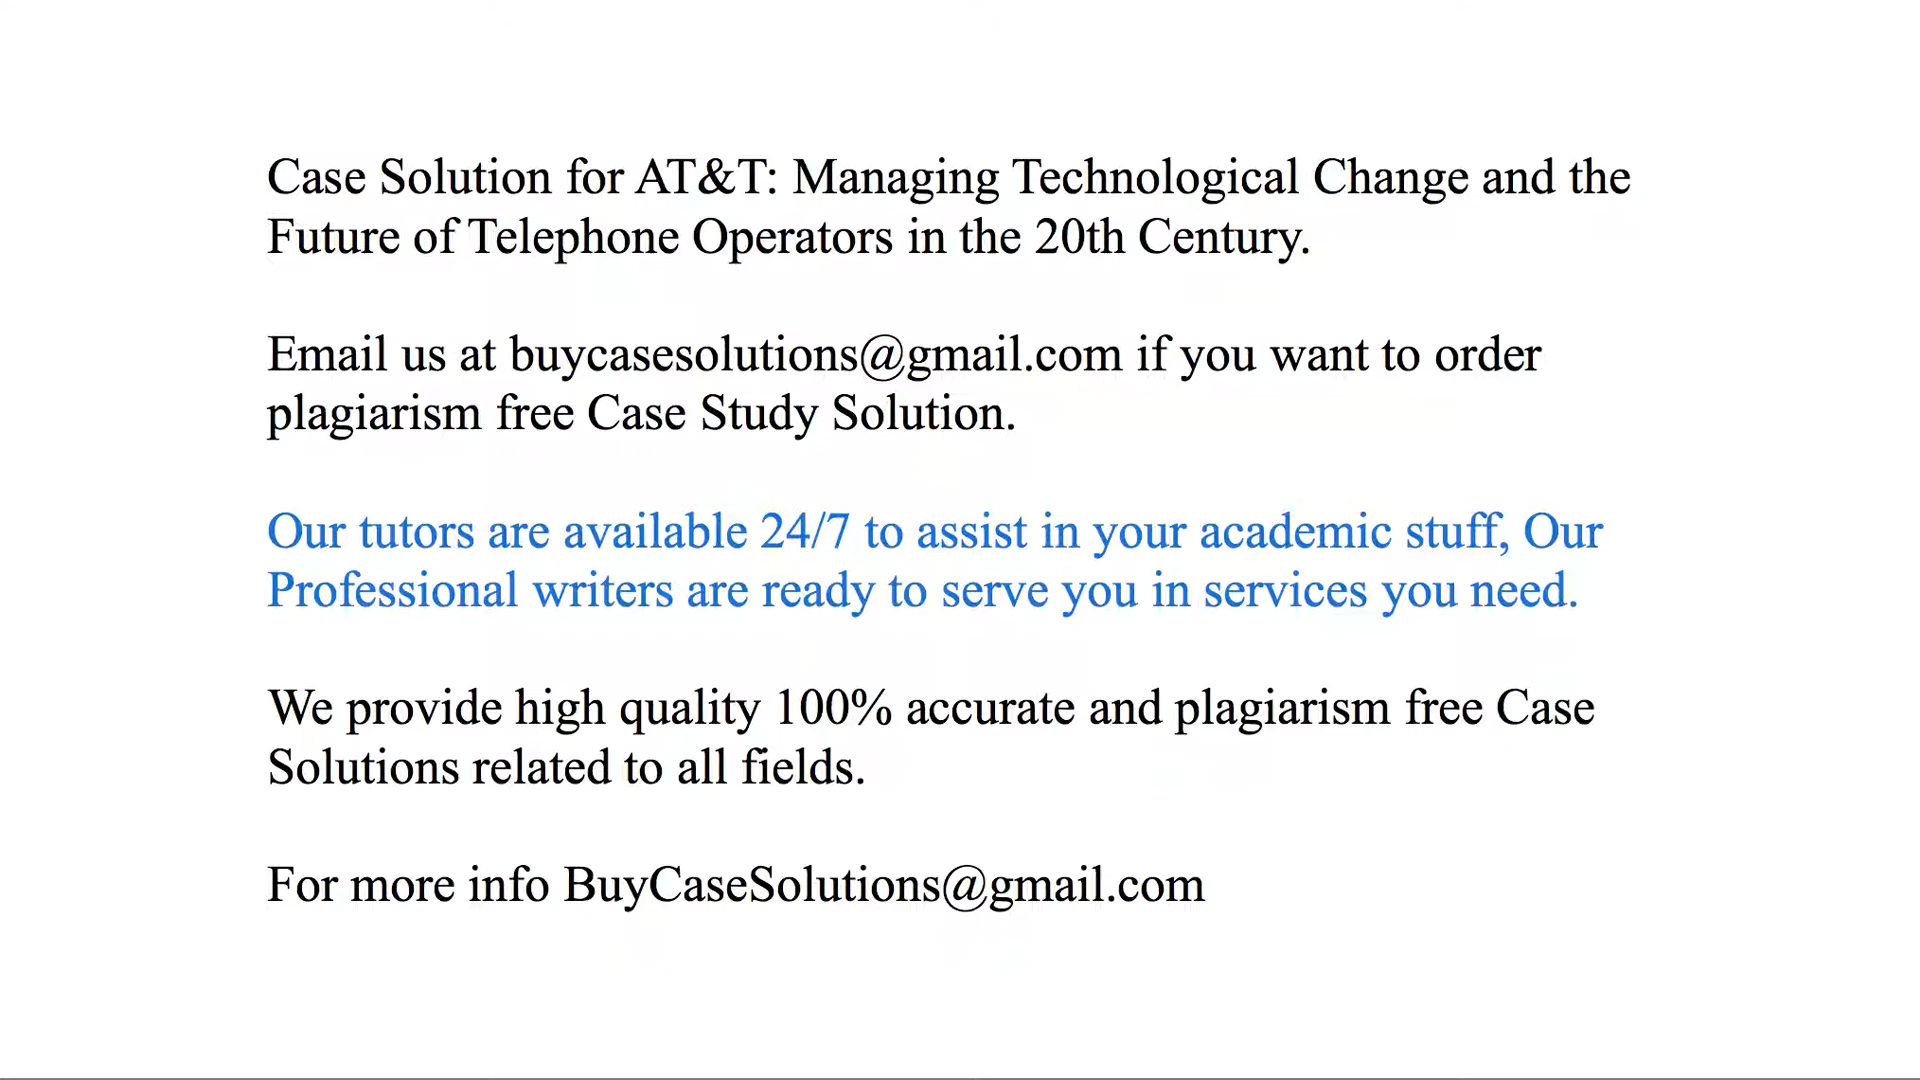 Case Solution for AT&T: Managing Technological Change and the
Future of Telephone Operators in the 20th Century.
Email us at buycasesolutions@gmail.com if you want to order
plagiarism free Case Study Solution.
Our tutors are available 24/7 to assist in your academic stuff, Our
Professional writers are ready to serve you in services you need.
We provide high quality 100% accurate and plagiarism free Case
Solutions related to all fields.
For more info BuyCaseSolutions@gmail.com